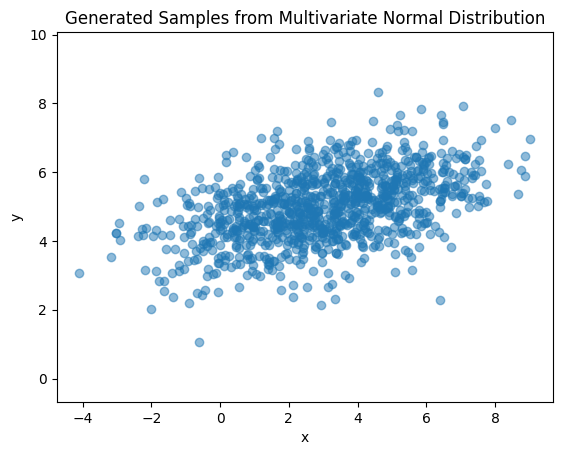 Generated Samples from Multivariate Normal Distribution
10
8
6
4
2
0
y
−4 −2 0 2 4 6 8
x